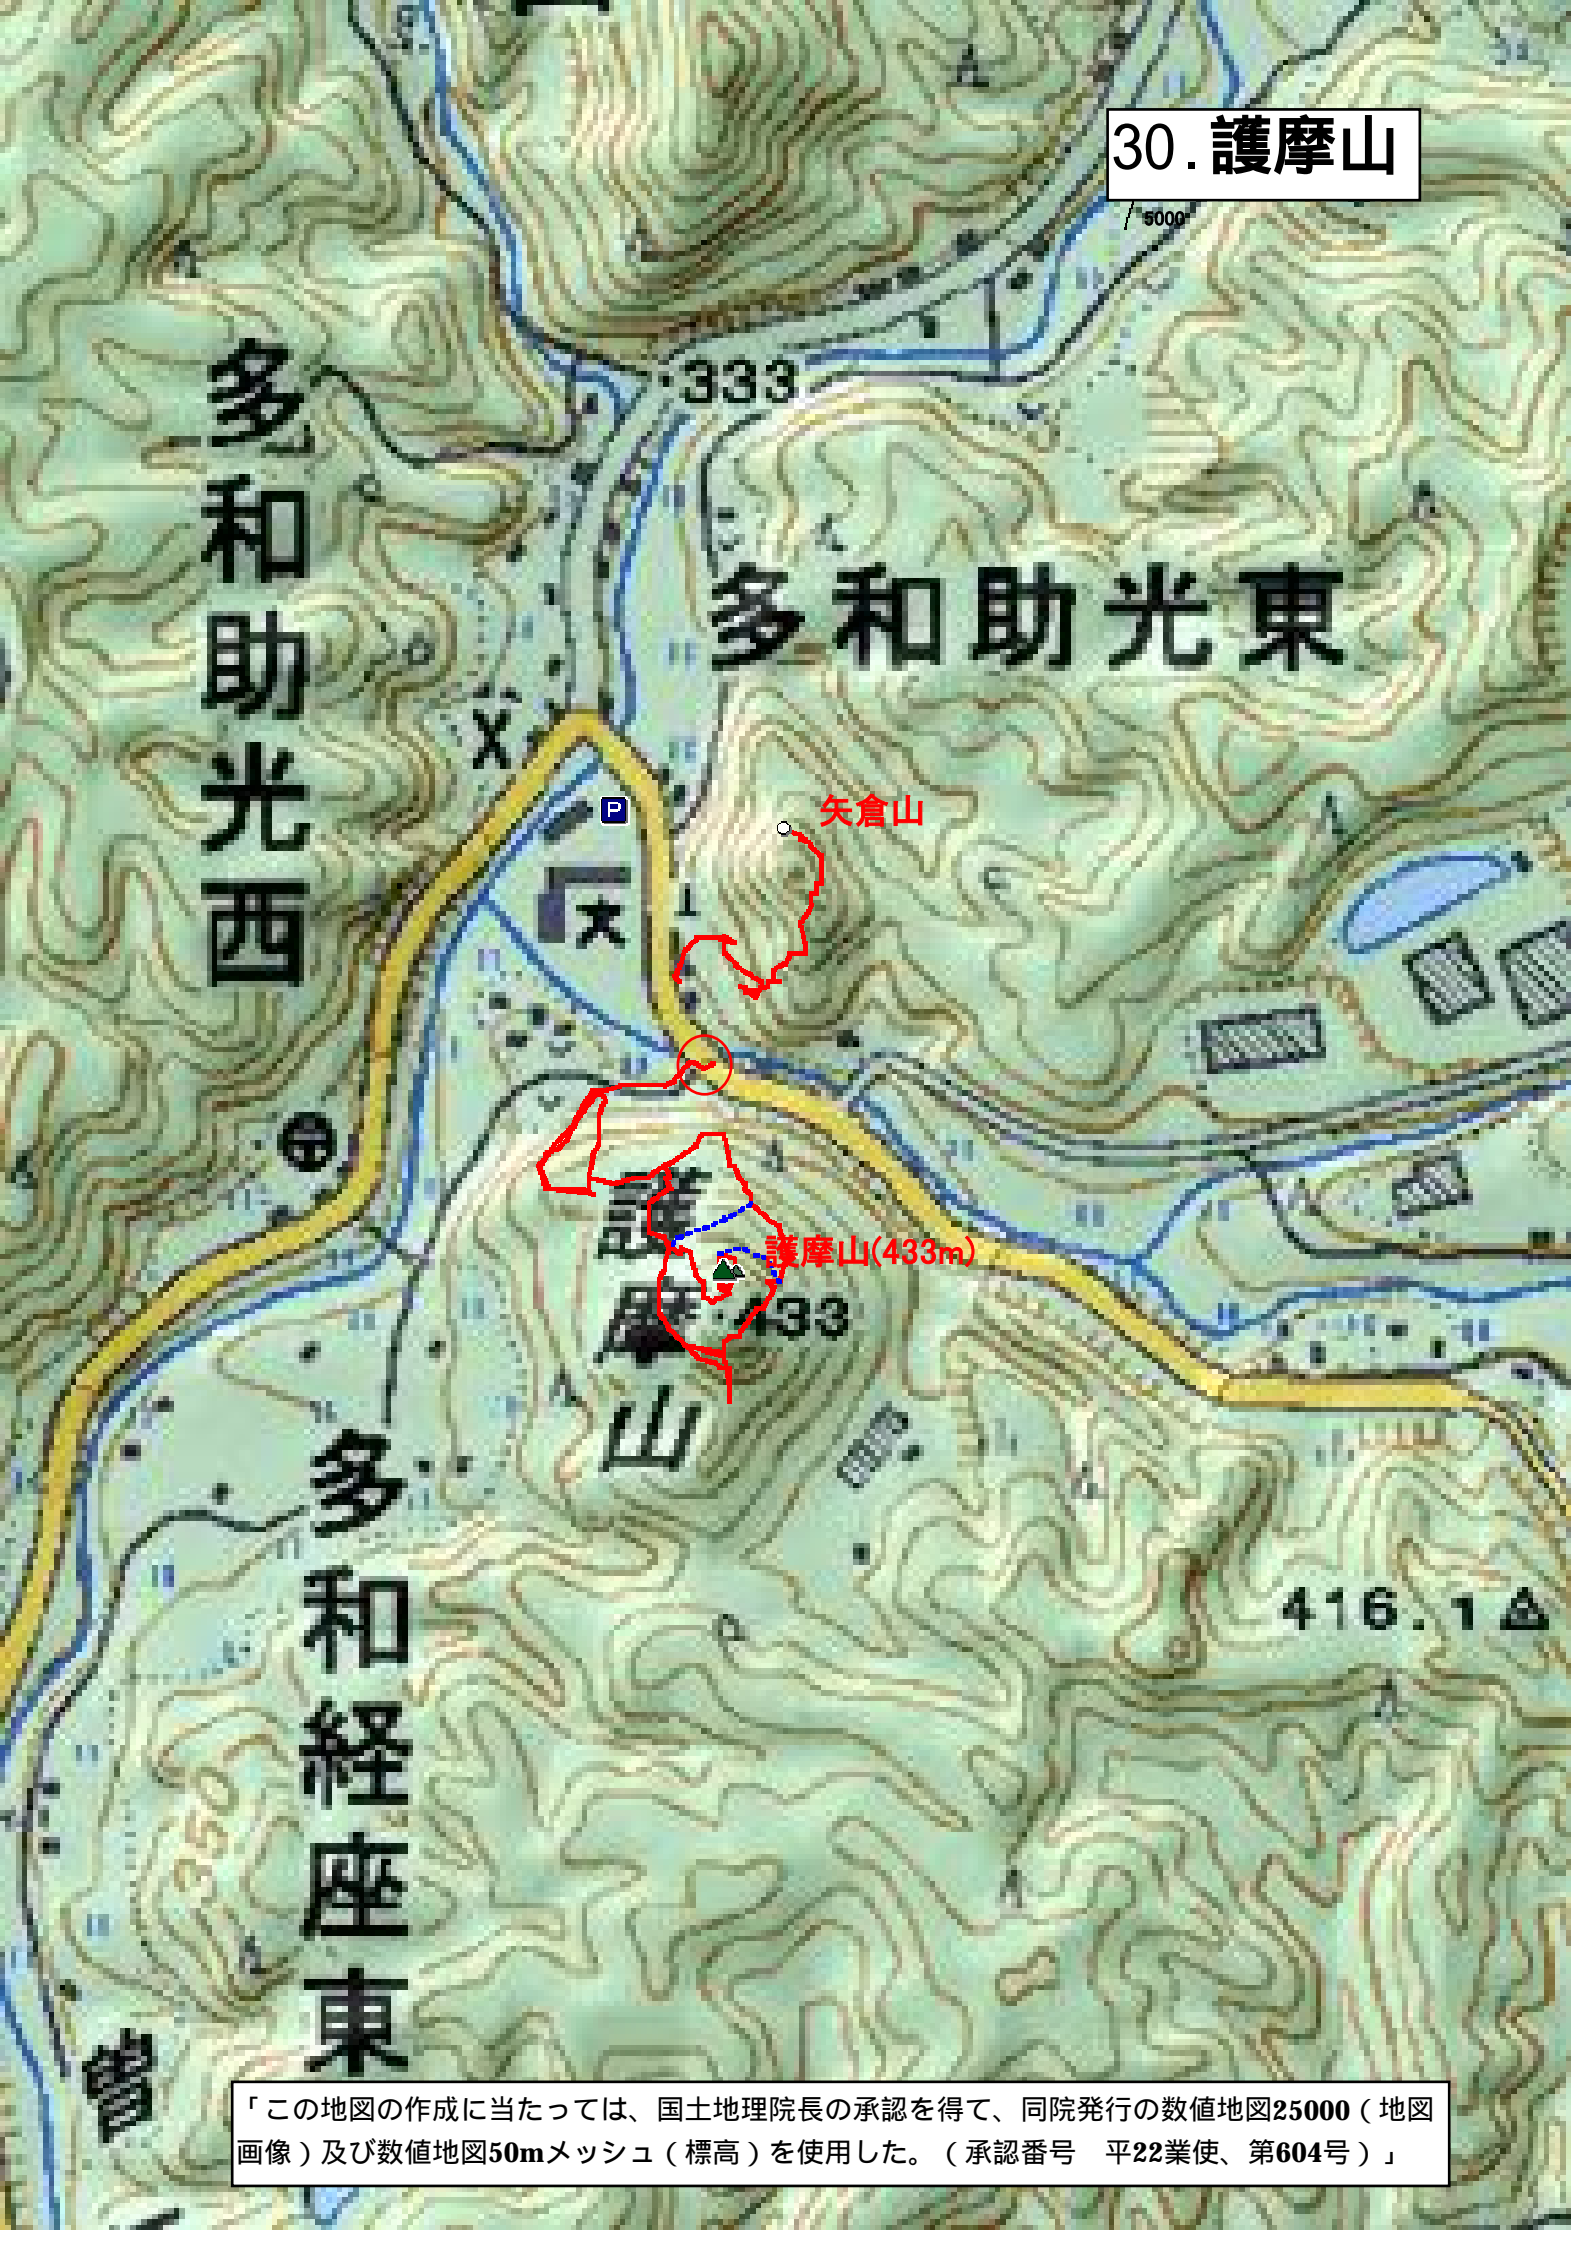 30.護摩山
/ 5000
333
多和助光西
多和助光東
P
矢倉山
護摩山(433m)
護摩山
433
416.1
多和経座東
350
曽
「この地図の作成に当たっては、国土地理院長の承認を得て、同院発行の数値地図25000（地図
画像）及び数値地図50mメッシュ（標高）を使用した。（承認番号　平22業使、第604号）」